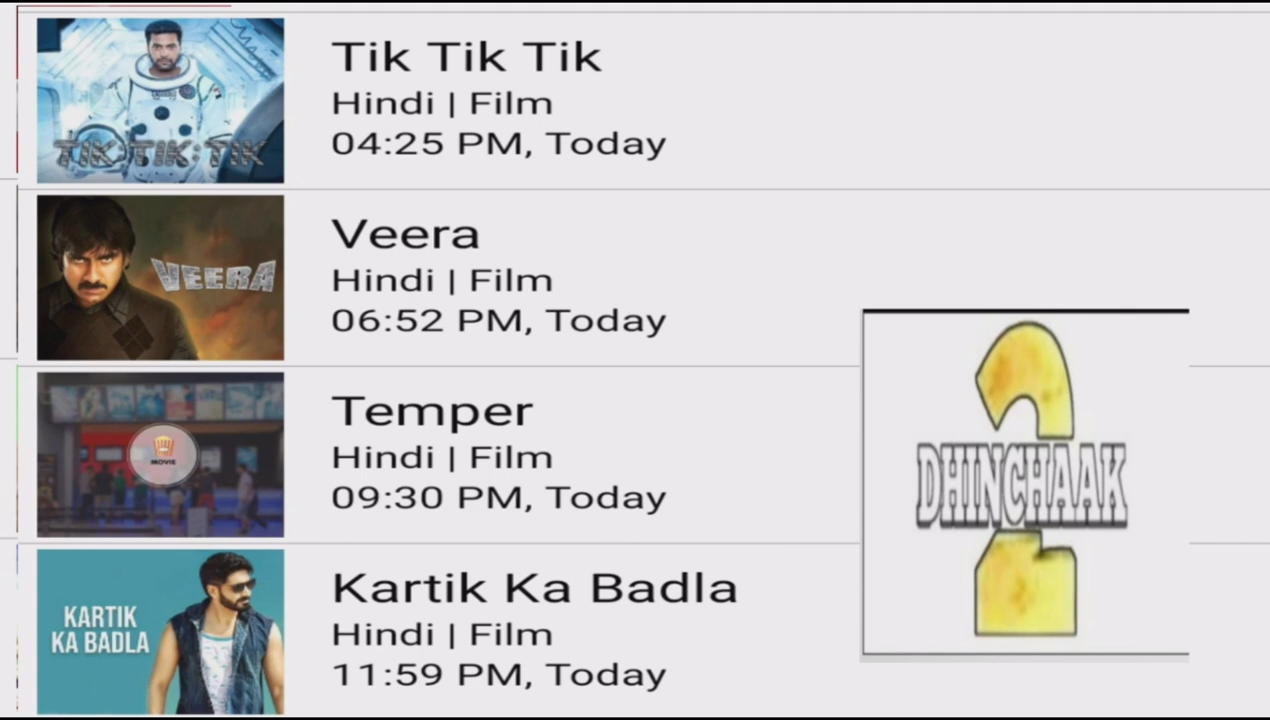 TIK:TIK:TIK
Tik Tik Tik
Hindi | Film
04:25 PM, Today
VEERA
Veera
Hindi | Film
06:52 PM, Today
MOVIE
Temper
Hindi | Film
09:30 PM, Today
KARTIK
KA BADLA
Kartik Ka Badla
Hindi | Film
11:59 PM, Today
2
DHINCHAAK